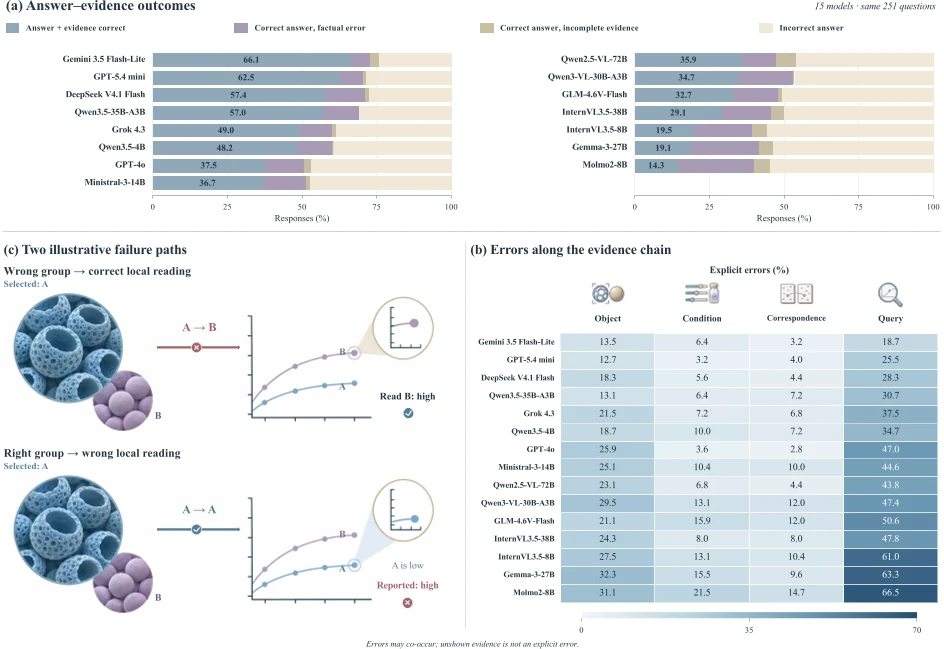 (a) Answer–evidence outcomes
15 models · same 251 questions
Answer + evidence correct
Correct answer, factual error
Correct answer, incomplete evidence
Incorrect answer
Gemini 3.5 Flash-Lite 66.1
GPT-5.4 mini 62.5
DeepSeek V4.1 Flash 57.4
Qwen3.5-35B-A3B 57.0
Grok 4.3 49.0
Qwen3.5-4B 48.2
GPT-4o 37.5
Ministral-3-14B 36.7
0 25 50 75 100
Responses (%)
Qwen2.5-VL-72B 35.9
Qwen3-VL-30B-A3B 34.7
GLM-4.6V-Flash 32.7
InternVL3.5-38B 29.1
InternVL3.5-8B 19.5
Gemma-3-27B 19.1
Molmo2-8B 14.3
0 25 50 75 100
Responses (%)
(c) Two illustrative failure paths
Wrong group → correct local reading
Selected: A
B
A → B
B
A
Read B: high
Right group → wrong local reading
Selected: A
B
A → A
B
A
A is low
Reported: high
(b) Errors along the evidence chain
Explicit errors (%)
Object Condition Correspondence Query
Gemini 3.5 Flash-Lite 13.5 6.4 3.2 18.7
GPT-5.4 mini 12.7 3.2 4.0 25.5
DeepSeek V4.1 Flash 18.3 5.6 4.4 28.3
Qwen3.5-35B-A3B 13.1 6.4 7.2 30.7
Grok 4.3 21.5 7.2 6.8 37.5
Qwen3.5-4B 18.7 10.0 7.2 34.7
GPT-4o 25.9 3.6 2.8 47.0
Ministral-3-14B 25.1 10.4 10.0 44.6
Qwen2.5-VL-72B 23.1 6.8 4.4 43.8
Qwen3-VL-30B-A3B 29.5 13.1 12.0 47.4
GLM-4.6V-Flash 21.1 15.9 12.0 50.6
InternVL3.5-38B 24.3 8.0 8.0 47.8
InternVL3.5-8B 27.5 13.1 10.4 61.0
Gemma-3-27B 32.3 15.5 9.6 63.3
Molmo2-8B 31.1 21.5 14.7 66.5
0 35 70
Errors may co-occur; unshown evidence is not an explicit error.